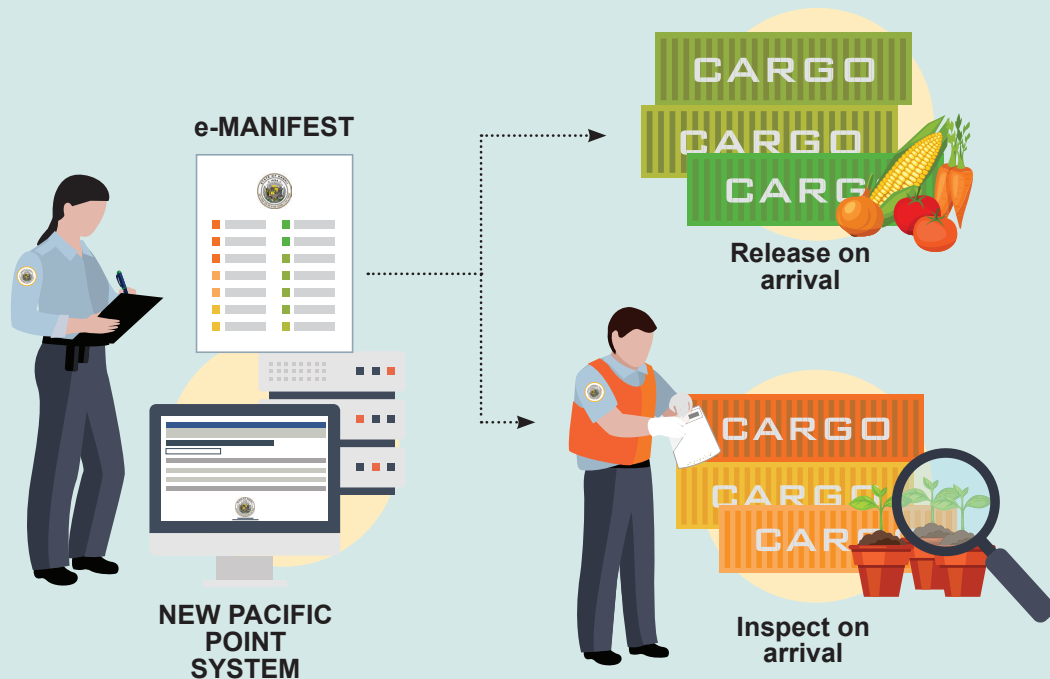 e-MANIFEST
NEW PACIFIC
POINT
SYSTEM
CARGO
CARGO
CARG
Release on
arrival
CARGO
CARGO
CARG
Inspect on
arrival